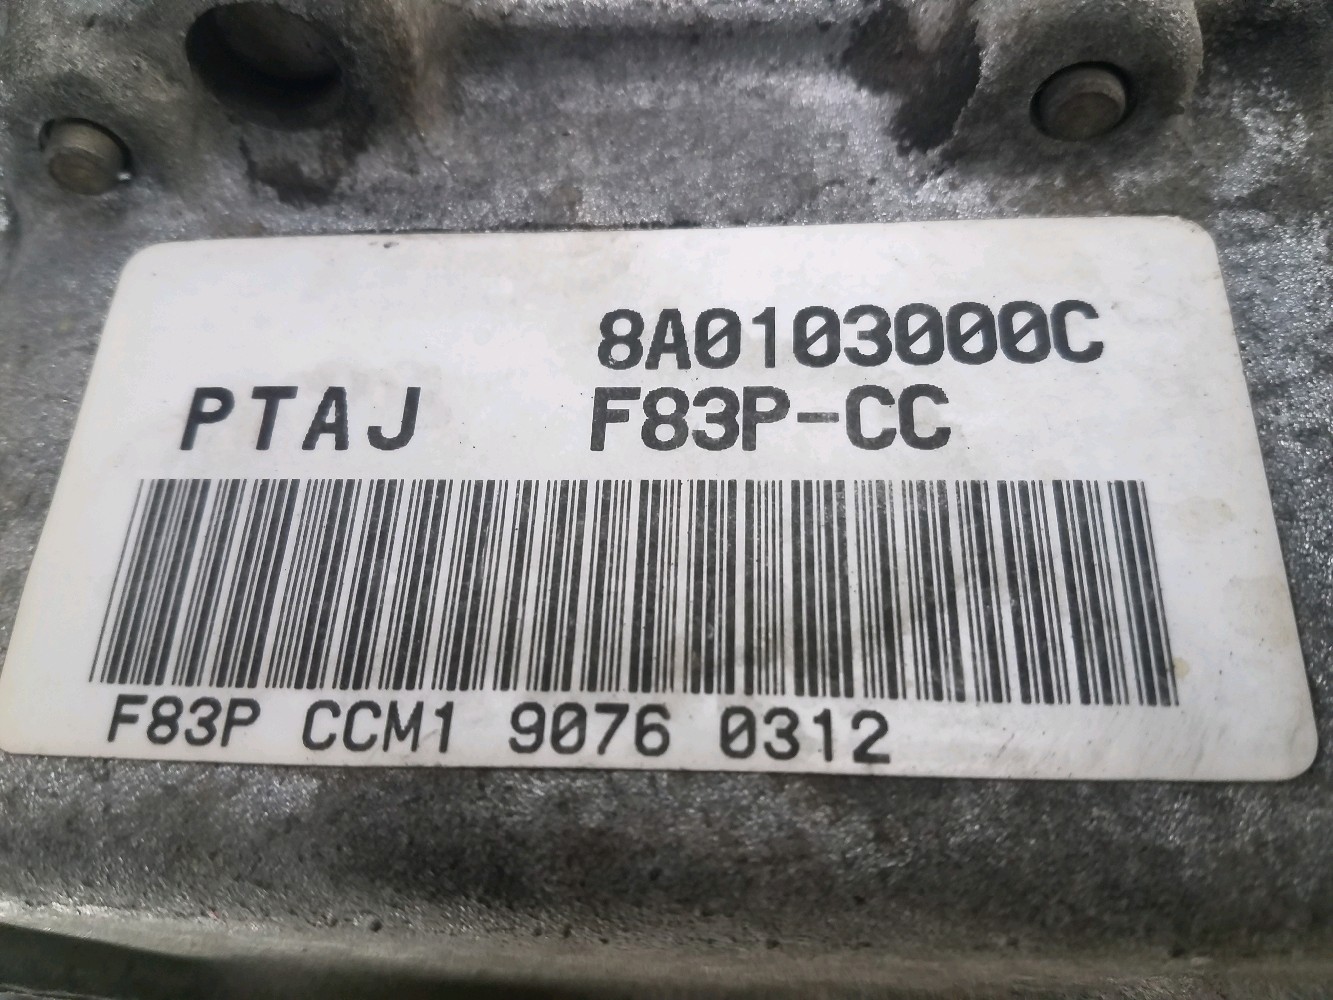 8A0103000C
PTAJ F83P-CC
F83P CCM1 9076 0312